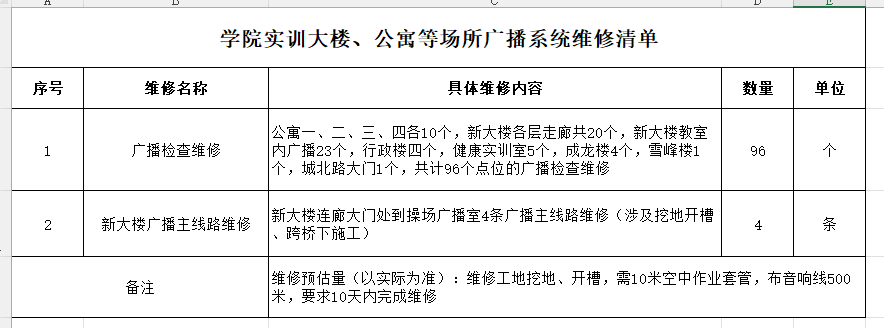 A B C D E
学院实训大楼、公寓等场所广播系统维修清单
序号 维修名称 具体维修内容 数量 单位
1 广播检查维修 公寓一、二、三、四各10个，新大楼各层走廊共20个，新大楼教室
内广播23个，行政楼四个，健康实训室5个，成龙楼4个，雪峰楼1
个，城北路大门1个，共计96个点位的广播检查维修 96 个
2 新大楼广播主线路维修 新大楼连廊大门处到操场广播室4条广播主线路维修（涉及挖地开槽
、跨桥下施工） 4 条
备注 维修预估量（以实际为准）：维修工地挖地、开槽，需10米空中作业套管，布音响线500
米，要求10天内完成维修